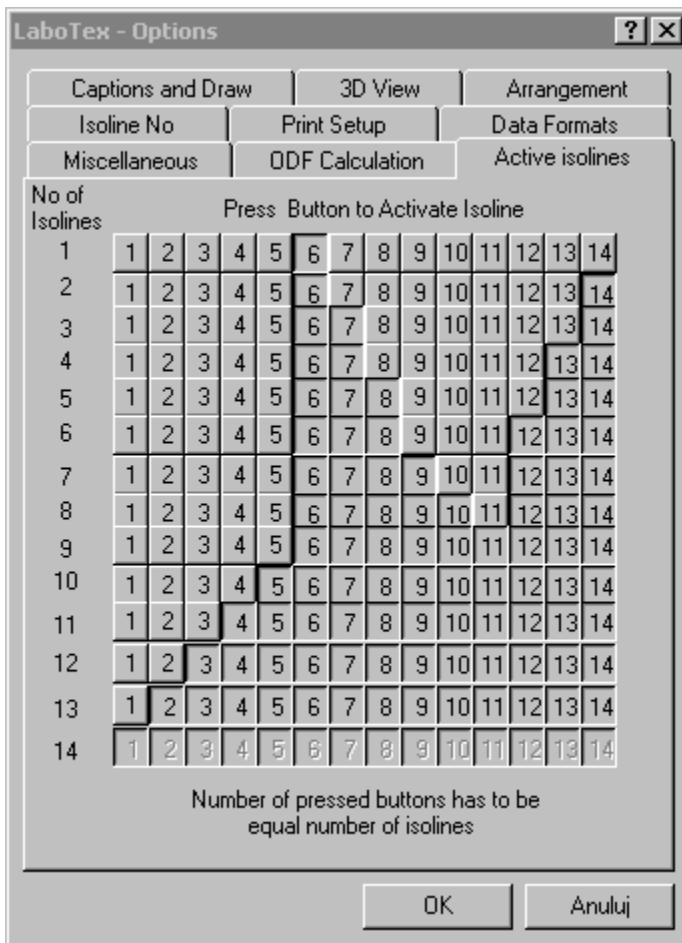 LaboTex - Options
Captions and Draw 3D View Arrangement
Isoline No Print Setup Data Formats
Miscellaneous ODF Calculation Active isolines
No of
Isolines
Press Button to Activate Isoline
1 1 2 3 4 5 6 7 8 9 10 11 12 13 14
2 1 2 3 4 5 6 7 8 9 10 11 12 13 14
3 1 2 3 4 5 6 7 8 9 10 11 12 13 14
4 1 2 3 4 5 6 7 8 9 10 11 12 13 14
5 1 2 3 4 5 6 7 8 9 10 11 12 13 14
6 1 2 3 4 5 6 7 8 9 10 11 12 13 14
7 1 2 3 4 5 6 7 8 9 10 11 12 13 14
8 1 2 3 4 5 6 7 8 9 10 11 12 13 14
9 1 2 3 4 5 6 7 8 9 10 11 12 13 14
10 1 2 3 4 5 6 7 8 9 10 11 12 13 14
11 1 2 3 4 5 6 7 8 9 10 11 12 13 14
12 1 2 3 4 5 6 7 8 9 10 11 12 13 14
13 1 2 3 4 5 6 7 8 9 10 11 12 13 14
14 1 2 3 4 5 6 7 8 9 10 11 12 13 14
Number of pressed buttons has to be
equal number of isolines
OK Anuluj